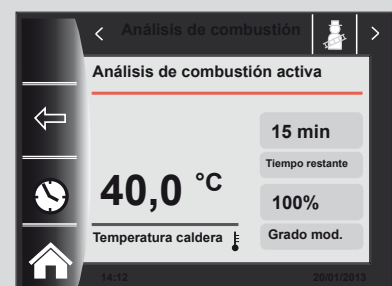 Análisis de combustión
Análisis de combustión activa
15 min
Tiempo restante
40,0 °C
100%
Temperatura caldera
Grado mod.
14:12
20/01/2013